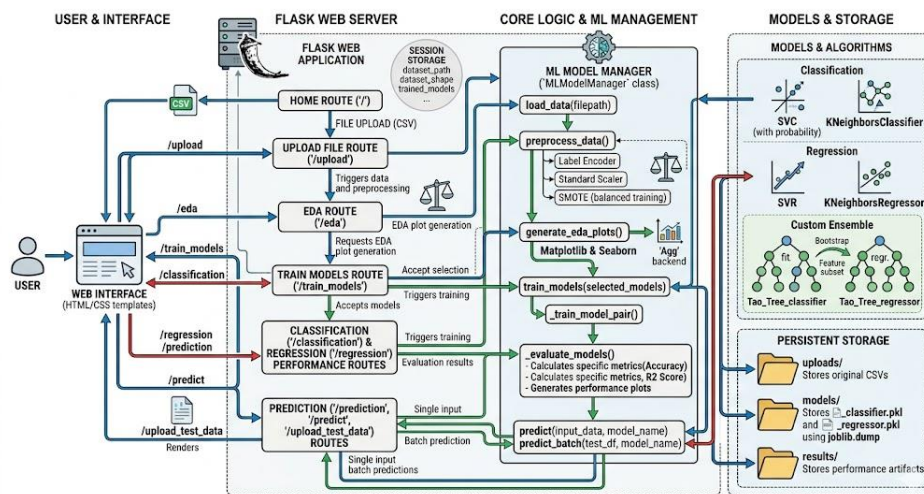 USER & INTERFACE
FLASK WEB SERVER
CORE LOGIC & ML MANAGEMENT
MODELS & STORAGE
FLASK WEB
APPLICATION
SESSION
STORAGE
dataset_path
dataset_shape
trained_models
...
CSV
HOME ROUTE ('/')
FILE UPLOAD (CSV)
/upload
UPLOAD FILE ROUTE
('/upload')
Triggers data
and preprocessing
/eda
EDA ROUTE
('/eda')
EDA plot generation
Requests EDA
plot generation
/train_models
/classification
TRAIN MODELS ROUTE
('/train_models')
Accept selection
Triggers training
Accepts models
USER
WEB INTERFACE
(HTML/CSS templates)
/regression
/prediction
CLASSIFICATION
('/classification') &
REGRESSION ('/regression')
PERFORMANCE ROUTES
Triggers training
Evaluation results
/predict
/upload_test_data
Renders
PREDICTION ('/prediction',
'/predict',
'/upload_test_data')
ROUTES
Single input
Batch prediction
Single input
batch predictions
ML MODEL MANAGER
(`MLModelManager` class)
load_data(filepath)
preprocess_data()
Label Encoder
Standard Scaler
SMOTE (balanced training)
generate_eda_plots()
Matplotlib & Seaborn
'Agg'
backend
train_models(selected_models)
_train_model_pair()
_evaluate_models()
- Calculates specific metrics(Accuracy)
- Calculates specific metrics, R2 Score)
- Generates performance plots
predict(input_data, model_name)
predict_batch(test_df, model_name)
MODELS & ALGORITHMS
Classification
SVC
(with probability)
KNeighborsClassifier
Regression
SVR
KNeighborsRegressor
Custom Ensemble
fit.
Bootstrap
Feature
subset
regr.
Tao_Tree_classifier
Tao_Tree_regressor
PERSISTENT STORAGE
uploads/
Stores original CSVs
models/
Stores _classifier.pkl
and _regressor.pkl
using joblib.dump
results/
Stores performance artifacts